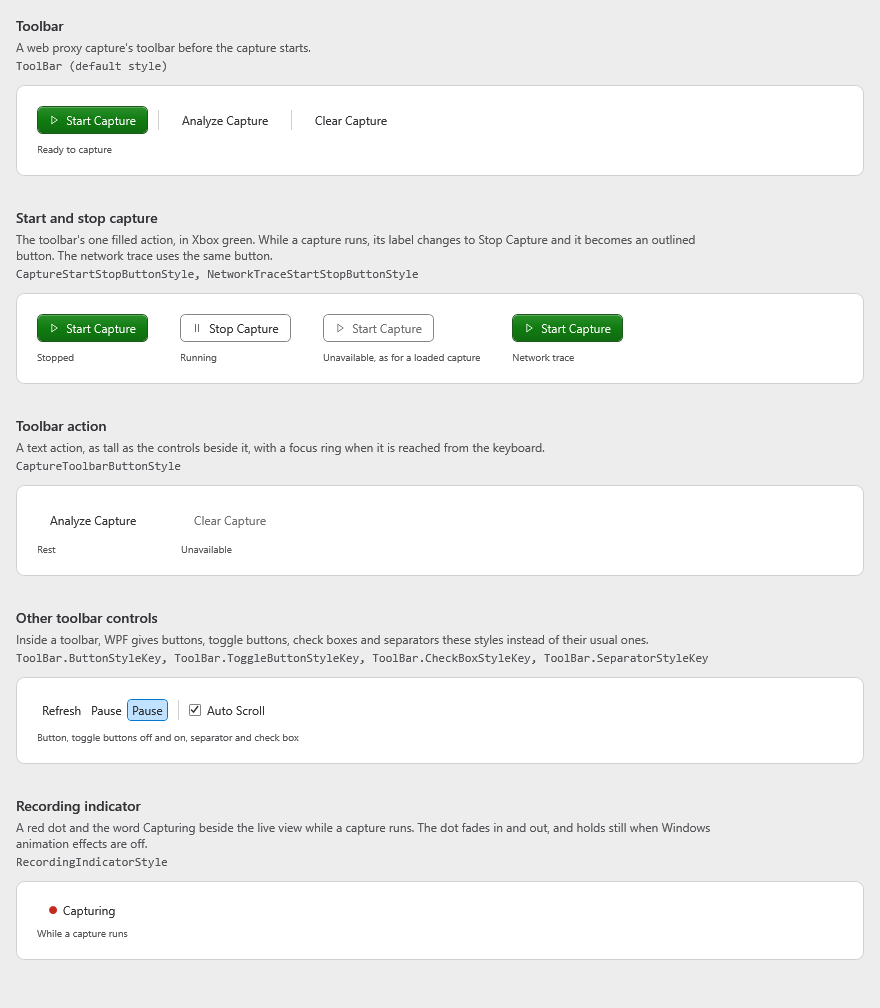 Toolbar
A web proxy capture's toolbar before the capture starts.
ToolBar (default style)
Start Capture
Analyze Capture
Clear Capture
Ready to capture
Start and stop capture
The toolbar's one filled action, in Xbox green. While a capture runs, its label changes to Stop Capture and it becomes an outlined
button. The network trace uses the same button.
CaptureStartStopButtonStyle, NetworkTraceStartStopButtonStyle
Start Capture
Stop Capture
Start Capture
Start Capture
Stopped
Running
Unavailable, as for a loaded capture
Network trace
Toolbar action
A text action, as tall as the controls beside it, with a focus ring when it is reached from the keyboard.
CaptureToolbarButtonStyle
Analyze Capture
Clear Capture
Rest
Unavailable
Other toolbar controls
Inside a toolbar, WPF gives buttons, toggle buttons, check boxes and separators these styles instead of their usual ones.
ToolBar.ButtonStyleKey, ToolBar.ToggleButtonStyleKey, ToolBar.CheckBoxStyleKey, ToolBar.SeparatorStyleKey
Refresh
Pause
Pause
Auto Scroll
Button, toggle buttons off and on, separator and check box
Recording indicator
A red dot and the word Capturing beside the live view while a capture runs. The dot fades in and out, and holds still when Windows
animation effects are off.
RecordingIndicatorStyle
Capturing
While a capture runs